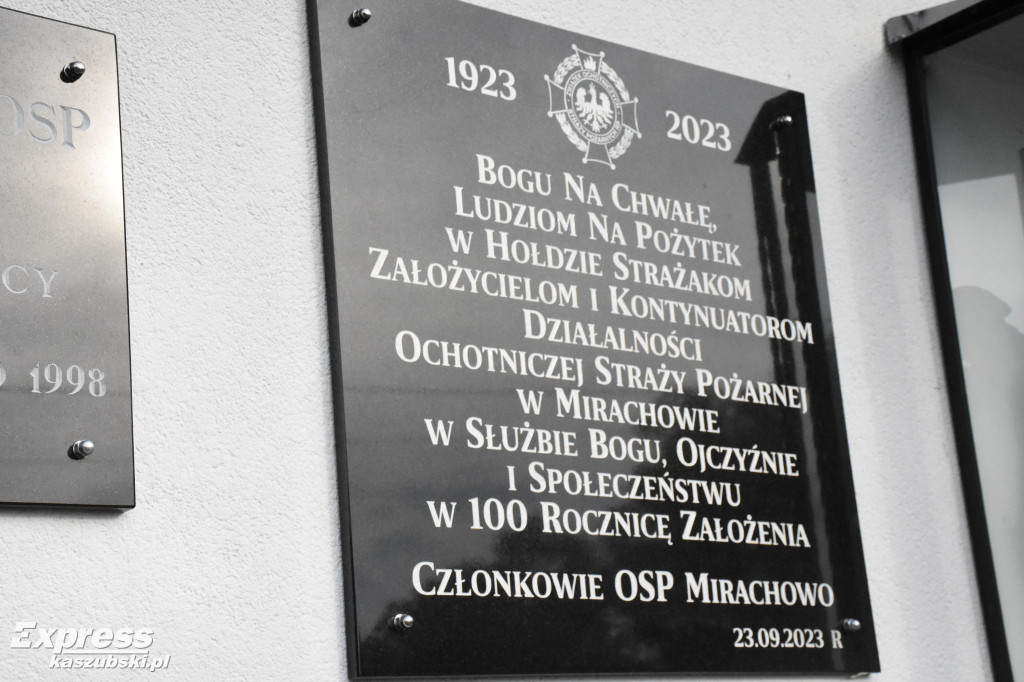 OSP
CY
1998
1923
2023
BOGU NA CHWAŁĘ,
LUDZIOM NA POŻYTEK
W HOŁDZIE STRAŻAKOM
ZAŁOŻYCIELOM I KONTYNUATOROM
DZIAŁALNOŚCI
OCHOTNICZEJ STRAŻY POŻARNEJ
W MIRACHOWIE
W SŁUŻBIE BOGU, OJCZYŹNIE
I SPOŁECZEŃSTWU
W 100 ROCZNICĘ ZAŁOŻENIA
CZŁONKOWIE OSP MIRACHOWO
23.09.2023 R
Express
kaszubski.pl